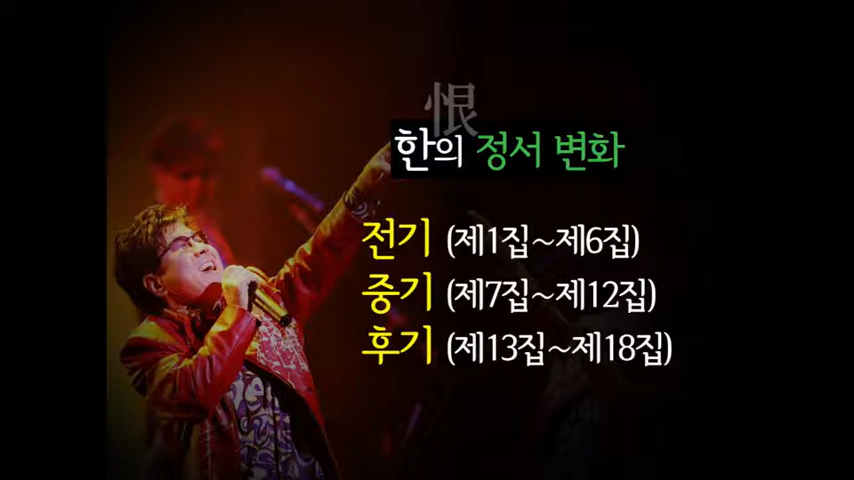 恨
한의 정서 변화
전기 (제1집~제6집)
중기 (제7집~제12집)
후기 (제13집~제18집)